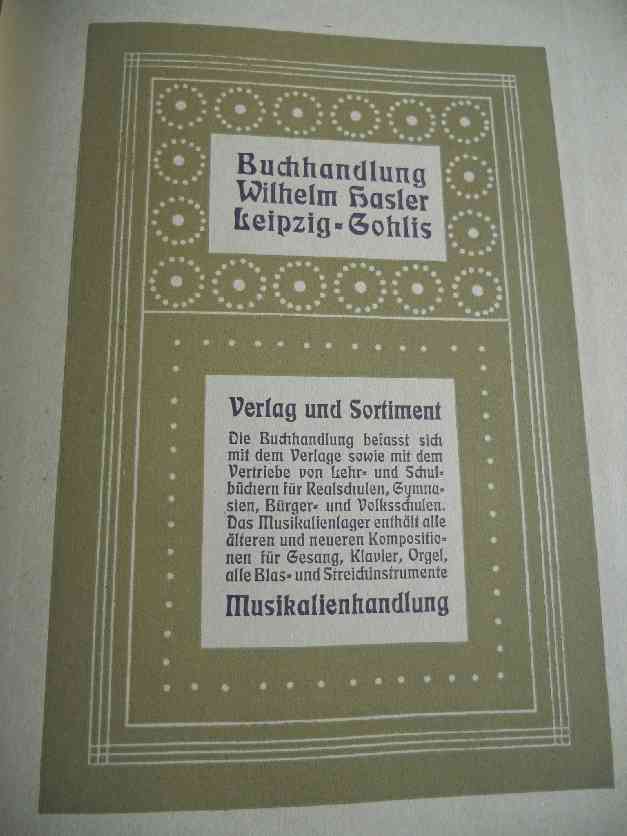 Buchhandlung
Wilhelm Hasler
Leipzig-Gohlis
Verlag und Sortiment
Die Buchhandlung befasst sich
mit dem Verlage sowie mit dem
Vertriebe von Lehr- und Schul-
büchern für Realschulen, Gymna-
sien, Bürger- und Volksschulen.
Das Musikalienlager enthält alle
älteren und neueren Kompositio-
nen für Gesang, Klavier, Orgel,
alle Blas- und Streichinstrumente
Musikalienhandlung